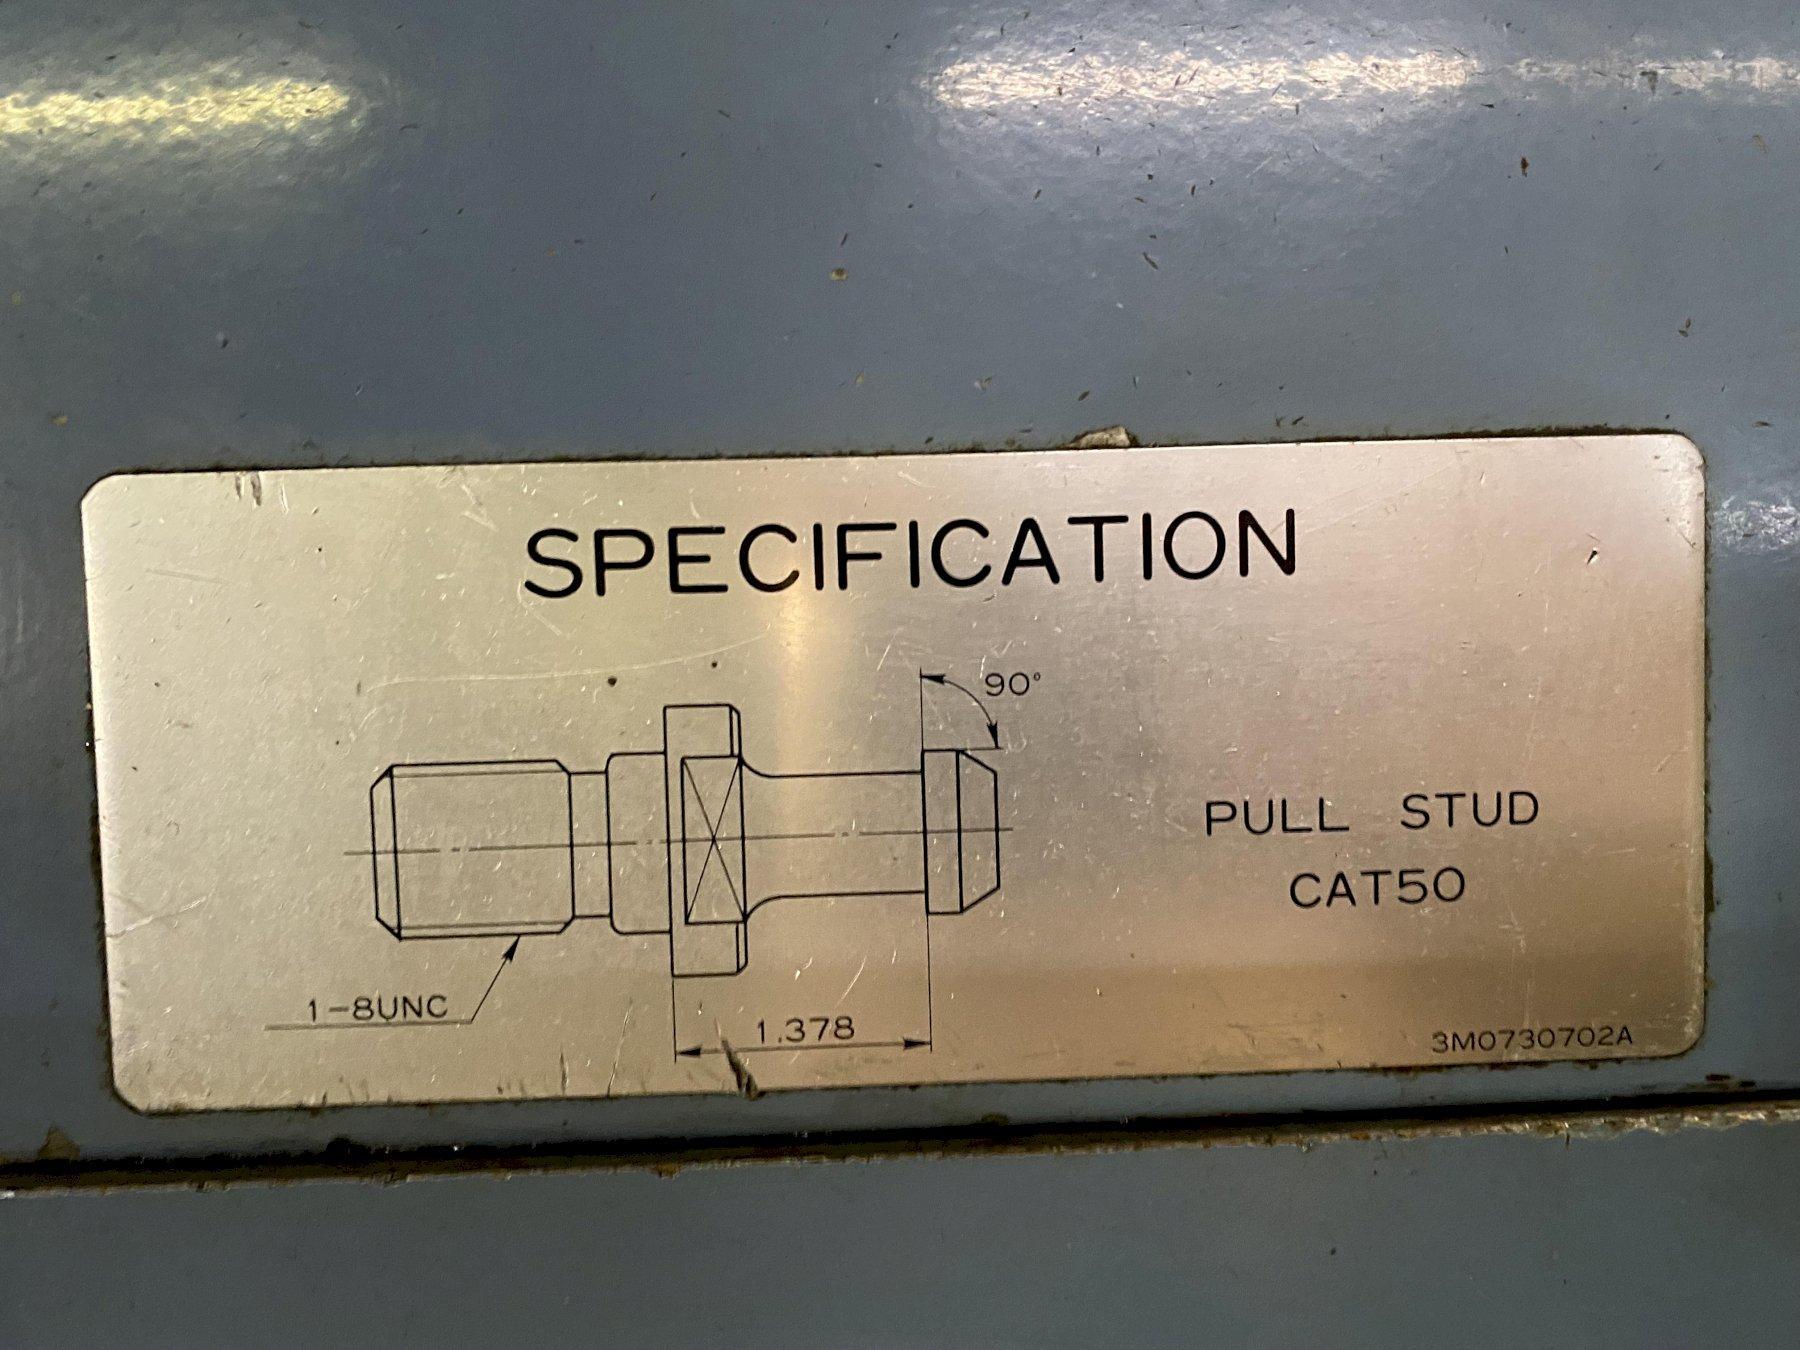 SPECIFICATION
90°
PULL STUD
CAT50
1-8UNC
1.378
3M0730702A